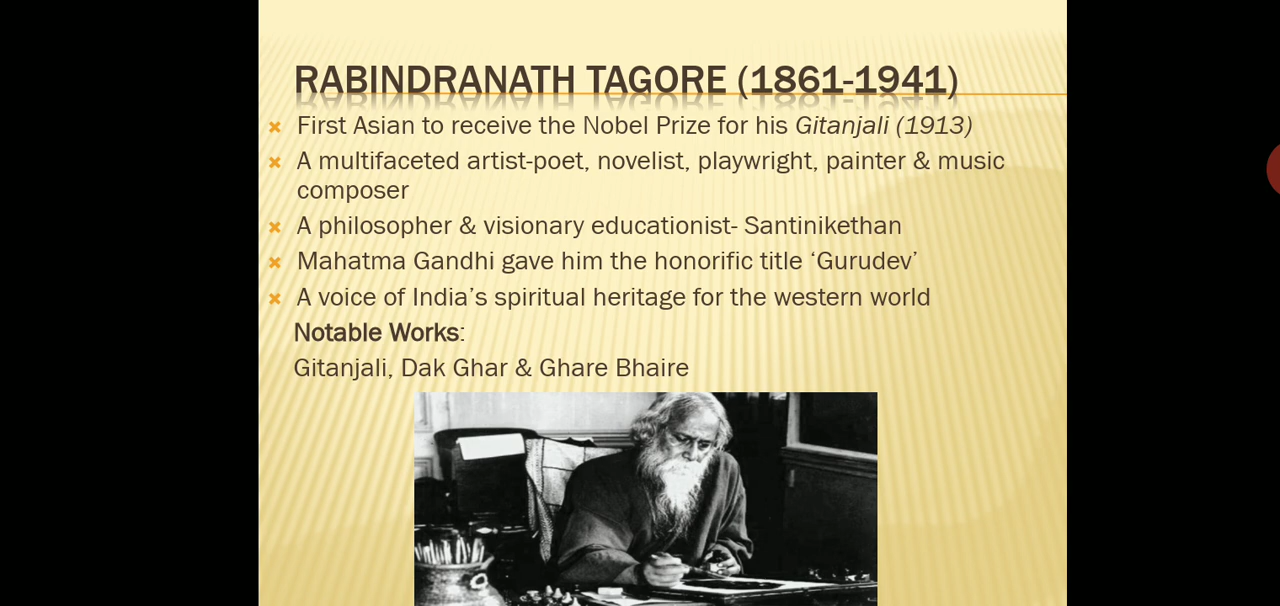 RABINDRANATH TAGORE (1861-1941)
First Asian to receive the Nobel Prize for his Gitanjali (1913)
A multifaceted artist-poet, novelist, playwright, painter & music
composer
A philosopher & visionary educationist- Santinikethan
Mahatma Gandhi gave him the honorific title ‘Gurudev’
A voice of India’s spiritual heritage for the western world
Notable Works:
Gitanjali, Dak Ghar & Ghare Bhaire